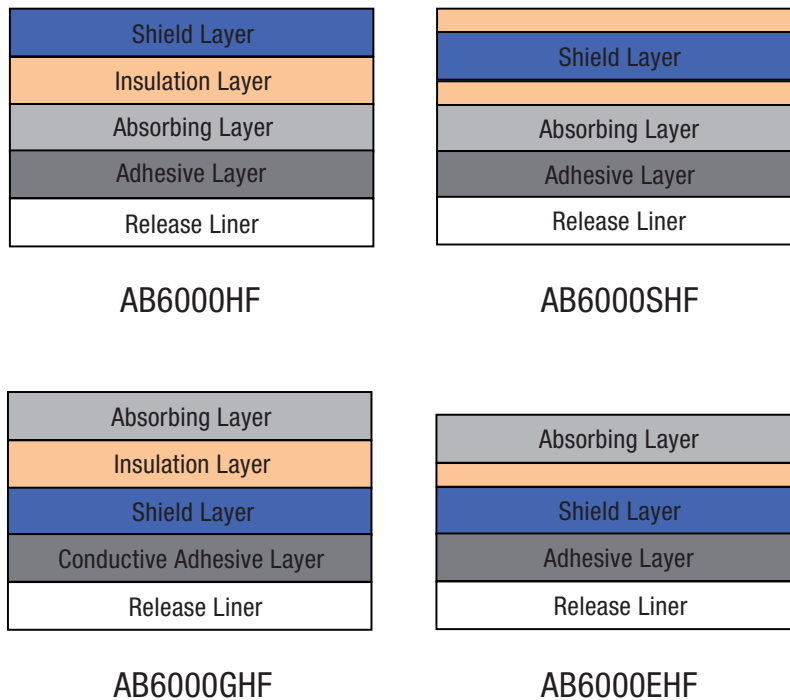 Shield Layer
Insulation Layer
Absorbing Layer
Adhesive Layer
Release Liner
AB6000HF
Shield Layer
Absorbing Layer
Adhesive Layer
Release Liner
AB6000SHF
Absorbing Layer
Insulation Layer
Shield Layer
Conductive Adhesive Layer
Release Liner
AB6000GHF
Absorbing Layer
Shield Layer
Adhesive Layer
Release Liner
AB6000EHF